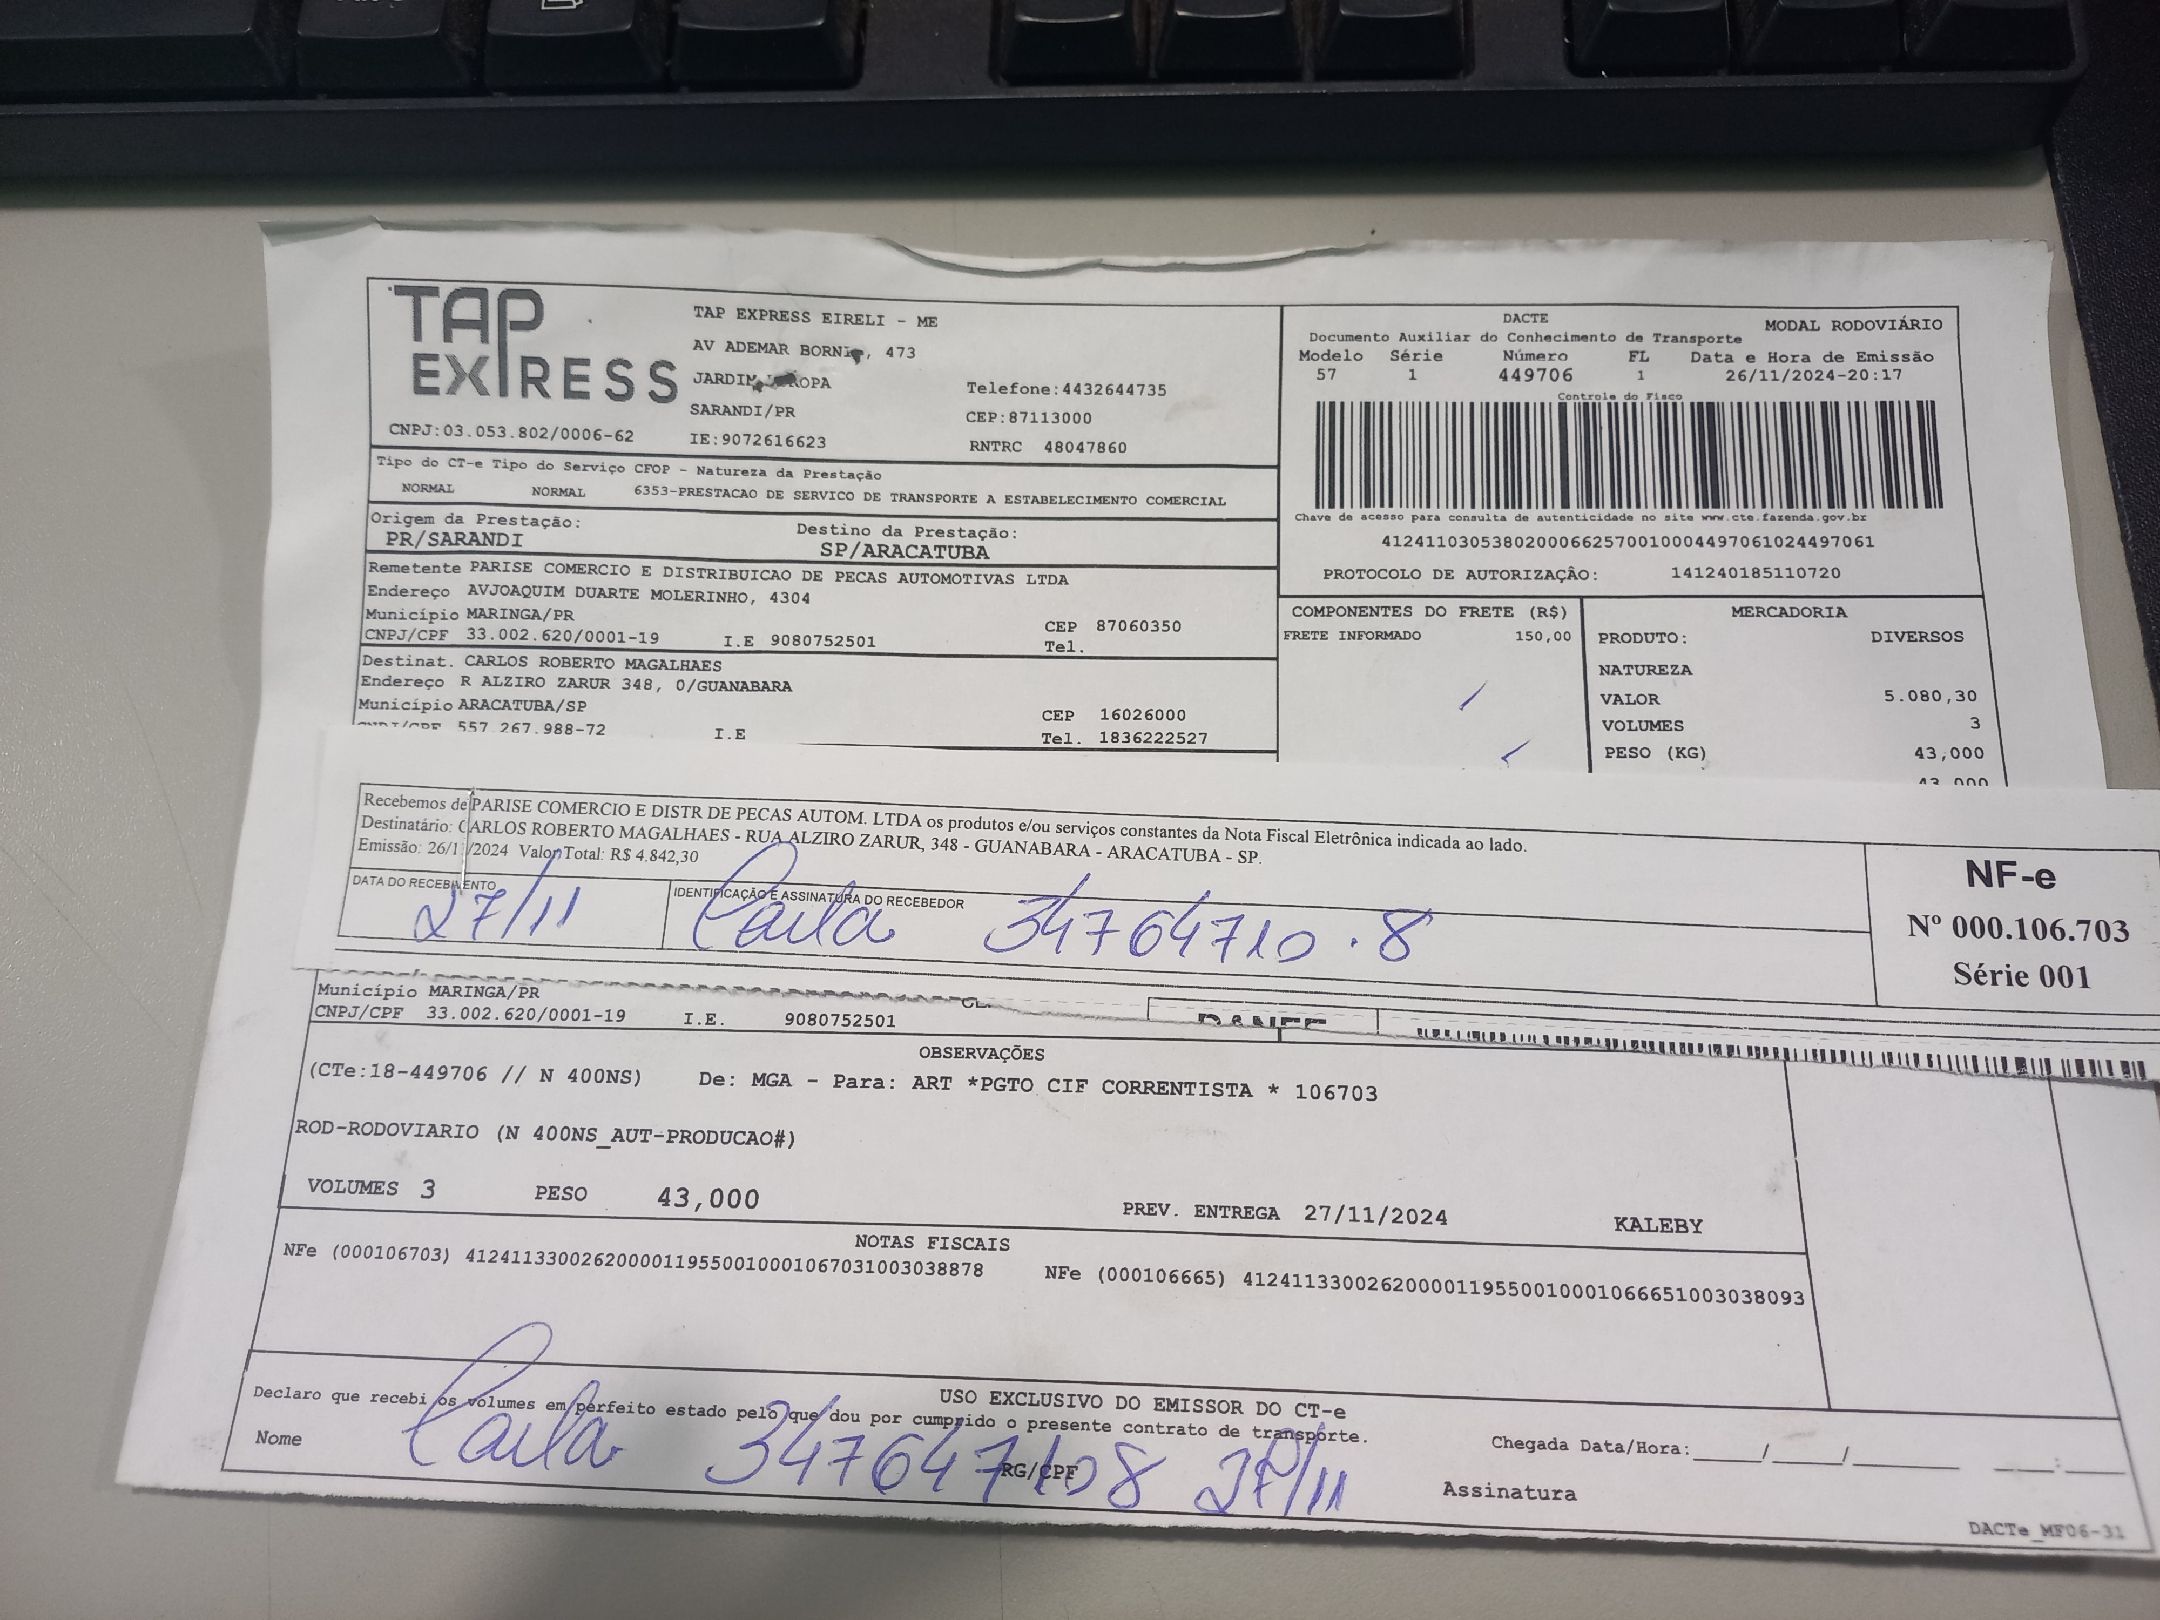 TAP
EXPRESS
TAP EXPRESS EIRELI - ME
AV ADEMAR , 473
JARDIM
SARANDI/PR
IE:9072616623
Telefone:4432644735
CEP:87113000
RNTRC 48047860
CNPJ:03.053.802/0006-62
DACTE
MODAL RODOVIÁRIO
Documento Auxiliar do Conhecimento de Transporte
Modelo Série Número FL Data e Hora de Emissão
57 1 449706 1 26/11/2024-20:17
Controle do Fisco
Chave de acesso para consulta de autenticidade no site www.cte.fazenda.gov.br
41241103053802000662570010004497061024497061
PROTOCOLO DE AUTORIZAÇÃO: 141240185110720
Tipo do CT-e Tipo do Serviço CFOP - Natureza da Prestação
NORMAL NORMAL 6353-PRESTACAO DE SERVICO DE TRANSPORTE A ESTABELECIMENTO COMERCIAL
Origem da Prestação: Destino da Prestação:
PR/SARANDI SP/ARACATUBA
Remetente PARISE COMERCIO E DISTRIBUICAO DE PECAS AUTOMOTIVAS LTDA
Endereço AVJOAQUIM DUARTE MOLERINHO, 4304
Município MARINGA/PR CEP 87060350
CNPJ/CPF 33.002.620/0001-19 I.E 9080752501 Tel.
Destinat. CARLOS ROBERTO MAGALHAES
Endereço R ALZIRO ZARUR 348, 0/GUANABARA
Município ARACATUBA/SP CEP 16026000
CNPJ/CPF 557.267.988-72 I.E Tel. 1836222527
COMPONENTES DO FRETE (R$)
FRETE INFORMADO 150,00
MERCADORIA
PRODUTO: DIVERSOS
NATUREZA
VALOR 5.080,30
VOLUMES 3
PESO (KG) 43,000
43,000
Recebemos de PARISE COMERCIO E DISTR DE PECAS AUTOM. LTDA os produtos e/ou serviços constantes da Nota Fiscal Eletrônica indicada ao lado.
Destinatário: CARLOS ROBERTO MAGALHAES - RUA ALZIRO ZARUR, 348 - GUANABARA - ARACATUBA - SP.
Emissão: 26/11/2024 Valor Total: R$ 4.842,30
DATA DO RECEBIMENTO IDENTIFICAÇÃO E ASSINATURA DO RECEBEDOR
27/11 Carla 34764710.8
NF-e
Nº 000.106.703
Série 001
DANFE
Município MARINGA/PR
CNPJ/CPF 33.002.620/0001-19 I.E. 9080752501
OBSERVAÇÕES
(CTe:18-449706 // N 400NS) De: MGA - Para: ART *PGTO CIF CORRENTISTA * 106703
ROD-RODOVIARIO (N 400NS_AUT-PRODUCAO#)
VOLUMES 3 PESO 43,000 PREV. ENTREGA 27/11/2024 KALEBY
NOTAS FISCAIS
NFe (000106703) 41241133002620000119550010001067031003038878 NFe (000106665) 41241133002620000119550010001066651003038093
USO EXCLUSIVO DO EMISSOR DO CT-e
Declaro que recebi os volumes em perfeito estado pelo que dou por cumprido o presente contrato de transporte.
Nome Carla 347647108 RG/CPF 27/11
Chegada Data/Hora:_____/_____/________ ____:____
Assinatura
DACTe_MF06-31